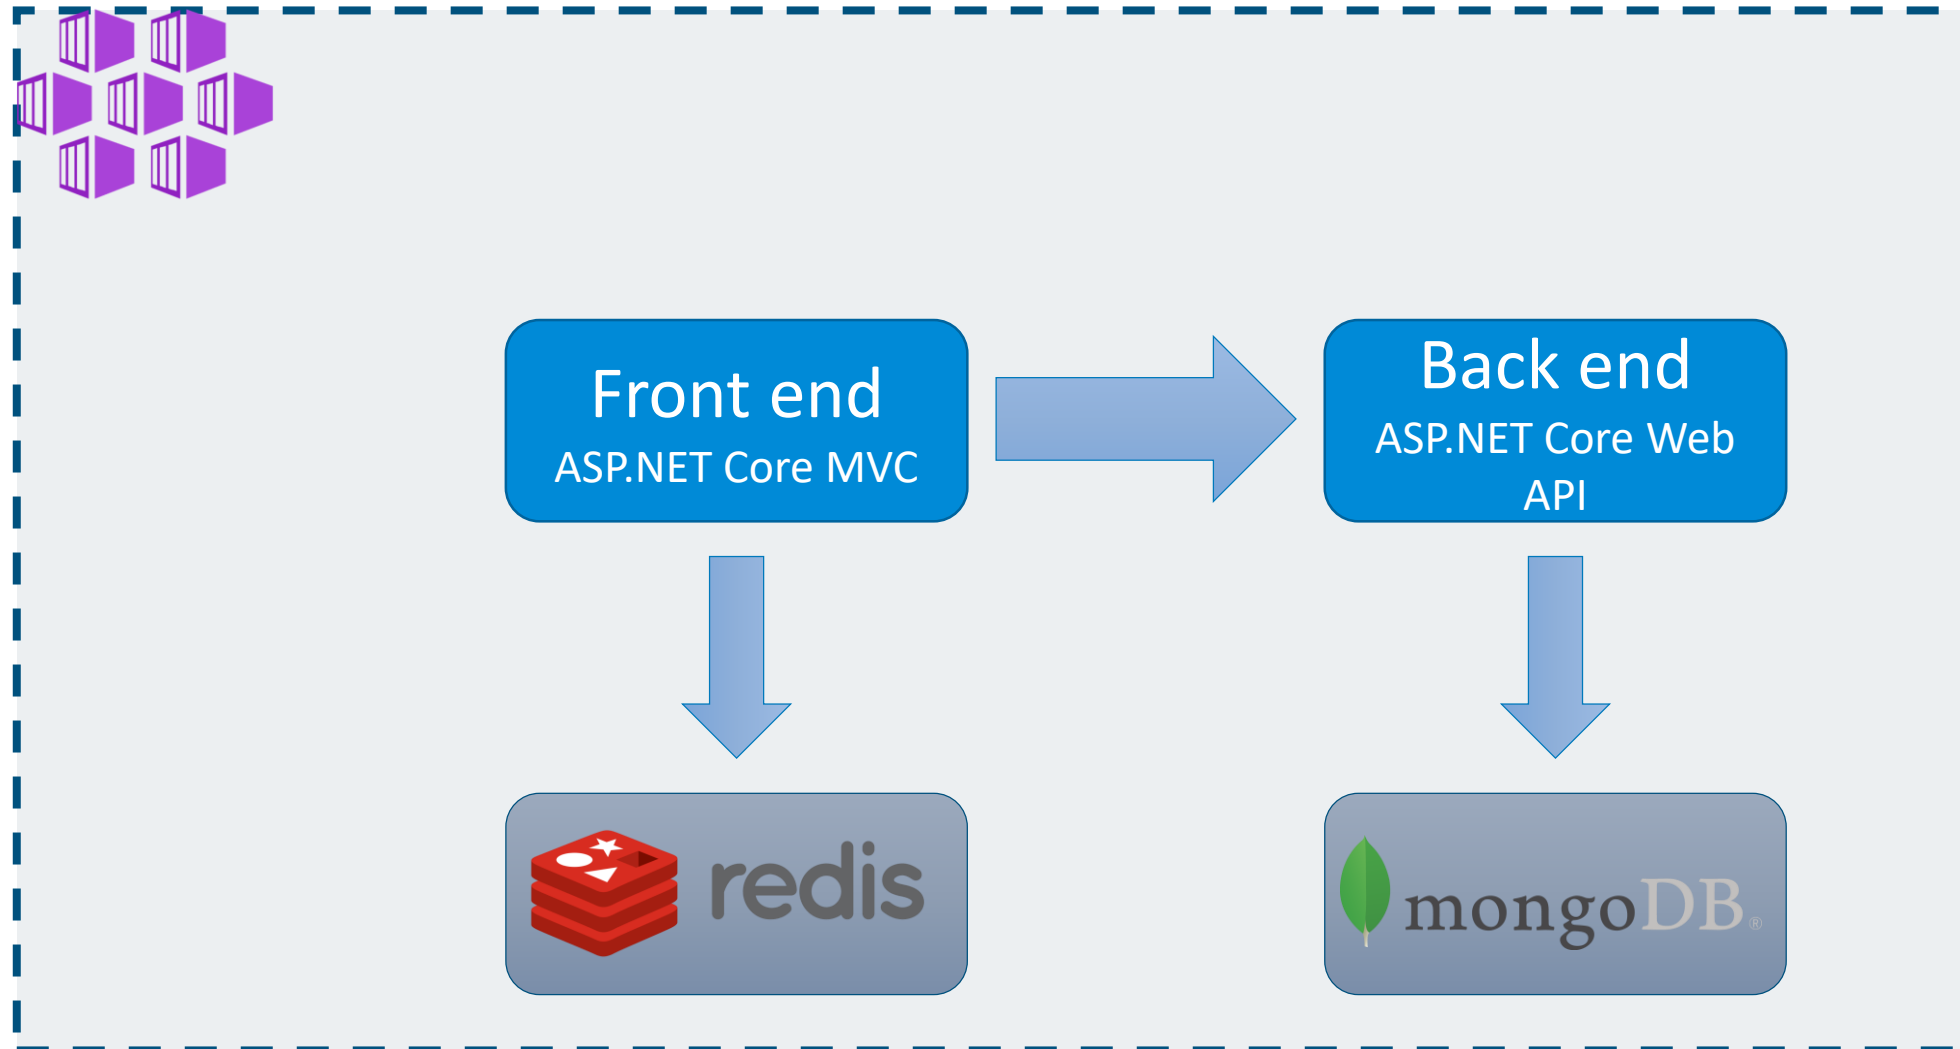 Front end
ASP.NET Core MVC
Back end
ASP.NET Core Web
API
redis
mongoDB®